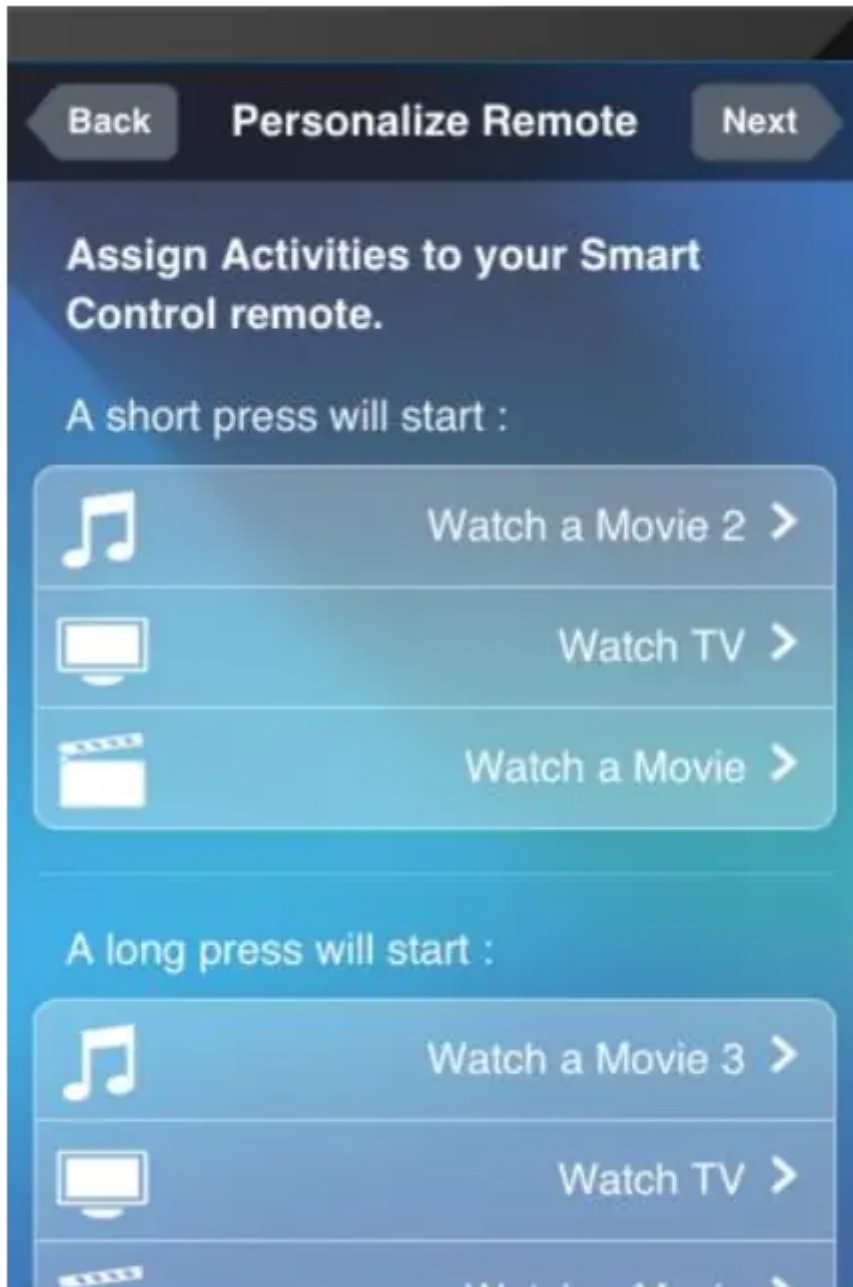 Back
Personalize Remote
Next
Assign Activities to your Smart
Control remote.
A short press will start :
Watch a Movie 2
Watch TV
Watch a Movie
A long press will start :
Watch a Movie 3
Watch TV